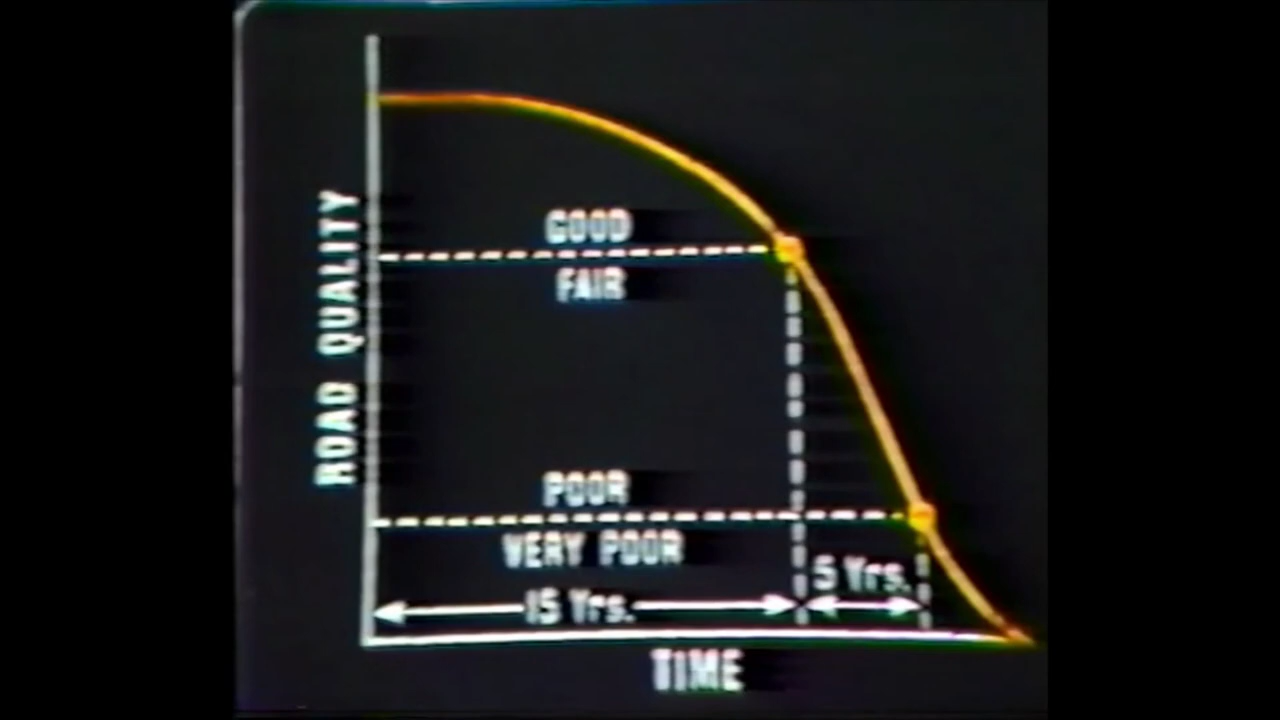 ROAD QUALITY
GOOD
FAIR
POOR
VERY POOR
15 Yrs.
5 Yrs.
TIME